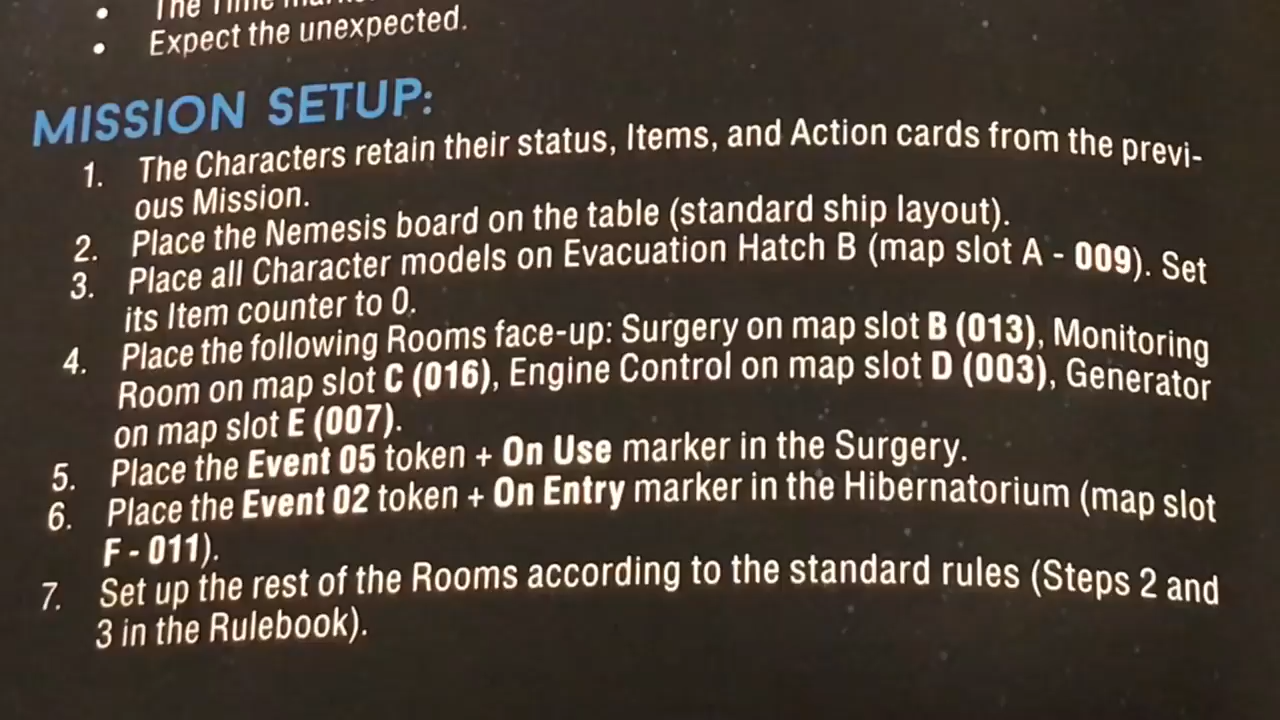 • The Time
• Expect the unexpected.
MISSION SETUP:
1. The Characters retain their status, Items, and Action cards from the previ-
ous Mission.
2. Place the Nemesis board on the table (standard ship layout).
3. Place all Character models on Evacuation Hatch B (map slot A - 009). Set
its Item counter to 0.
4. Place the following Rooms face-up: Surgery on map slot B (013), Monitoring
Room on map slot C (016), Engine Control on map slot D (003), Generator
on map slot E (007).
5. Place the Event 05 token + On Use marker in the Surgery.
6. Place the Event 02 token + On Entry marker in the Hibernatorium (map slot
F - 011).
7. Set up the rest of the Rooms according to the standard rules (Steps 2 and
3 in the Rulebook).